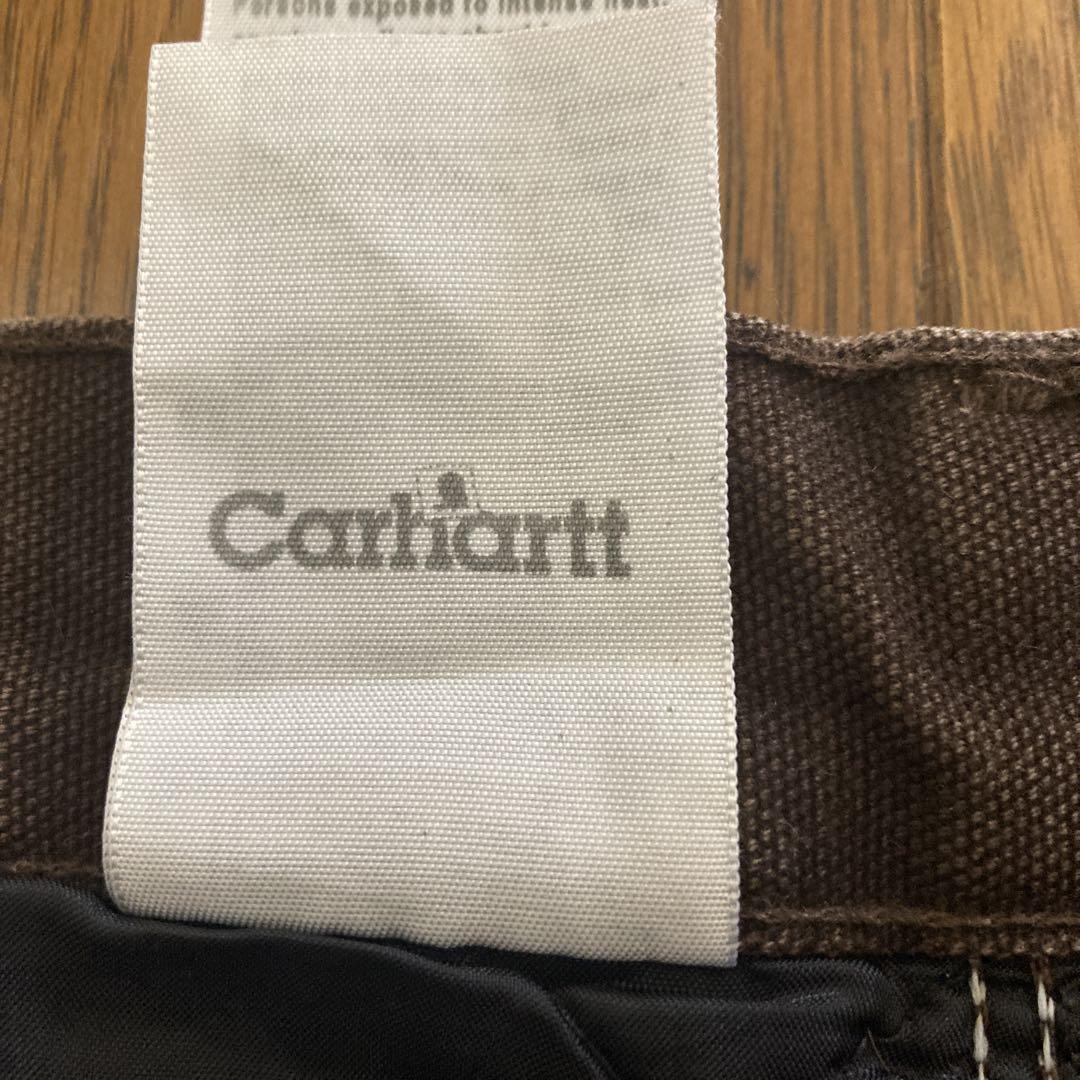 Persons exposed to intense heat
Carhartt